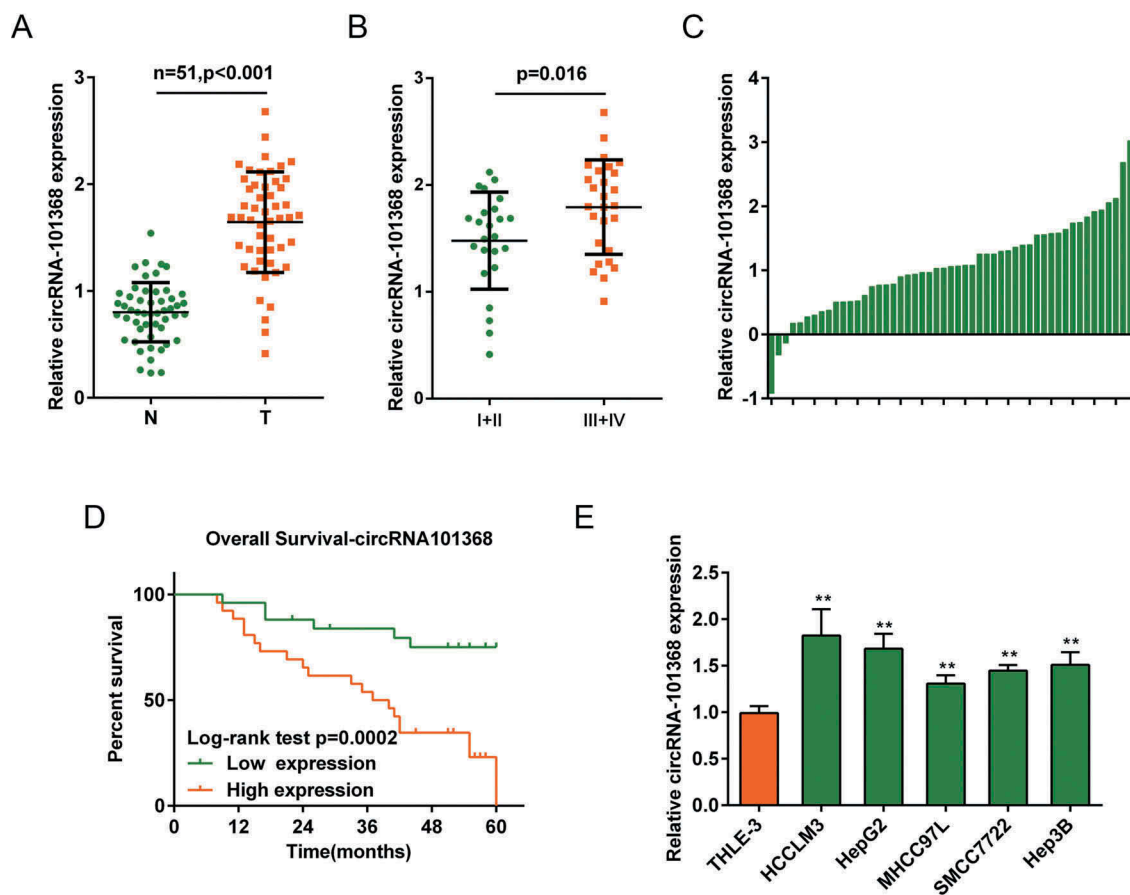 A
n=51,p<0.001
Relative circRNA-101368 expression
3
2
1
0
N
T
B
p=0.016
Relative circRNA-101368 expression
3
2
1
0
I+II
III+IV
C
Relative circRNA-101368 expression
4
3
2
1
0
-1
D
Overall Survival-circRNA101368
Percent survival
100
50
0
Log-rank test p=0.0002
Low expression
High expression
0
12
24
36
48
60
Time(months)
E
Relative circRNA-101368 expression
2.5
2.0
1.5
1.0
0.5
0.0
**
**
**
**
**
THLE-3
HCCLM3
HepG2
MHCC97L
SMCC7722
Hep3B